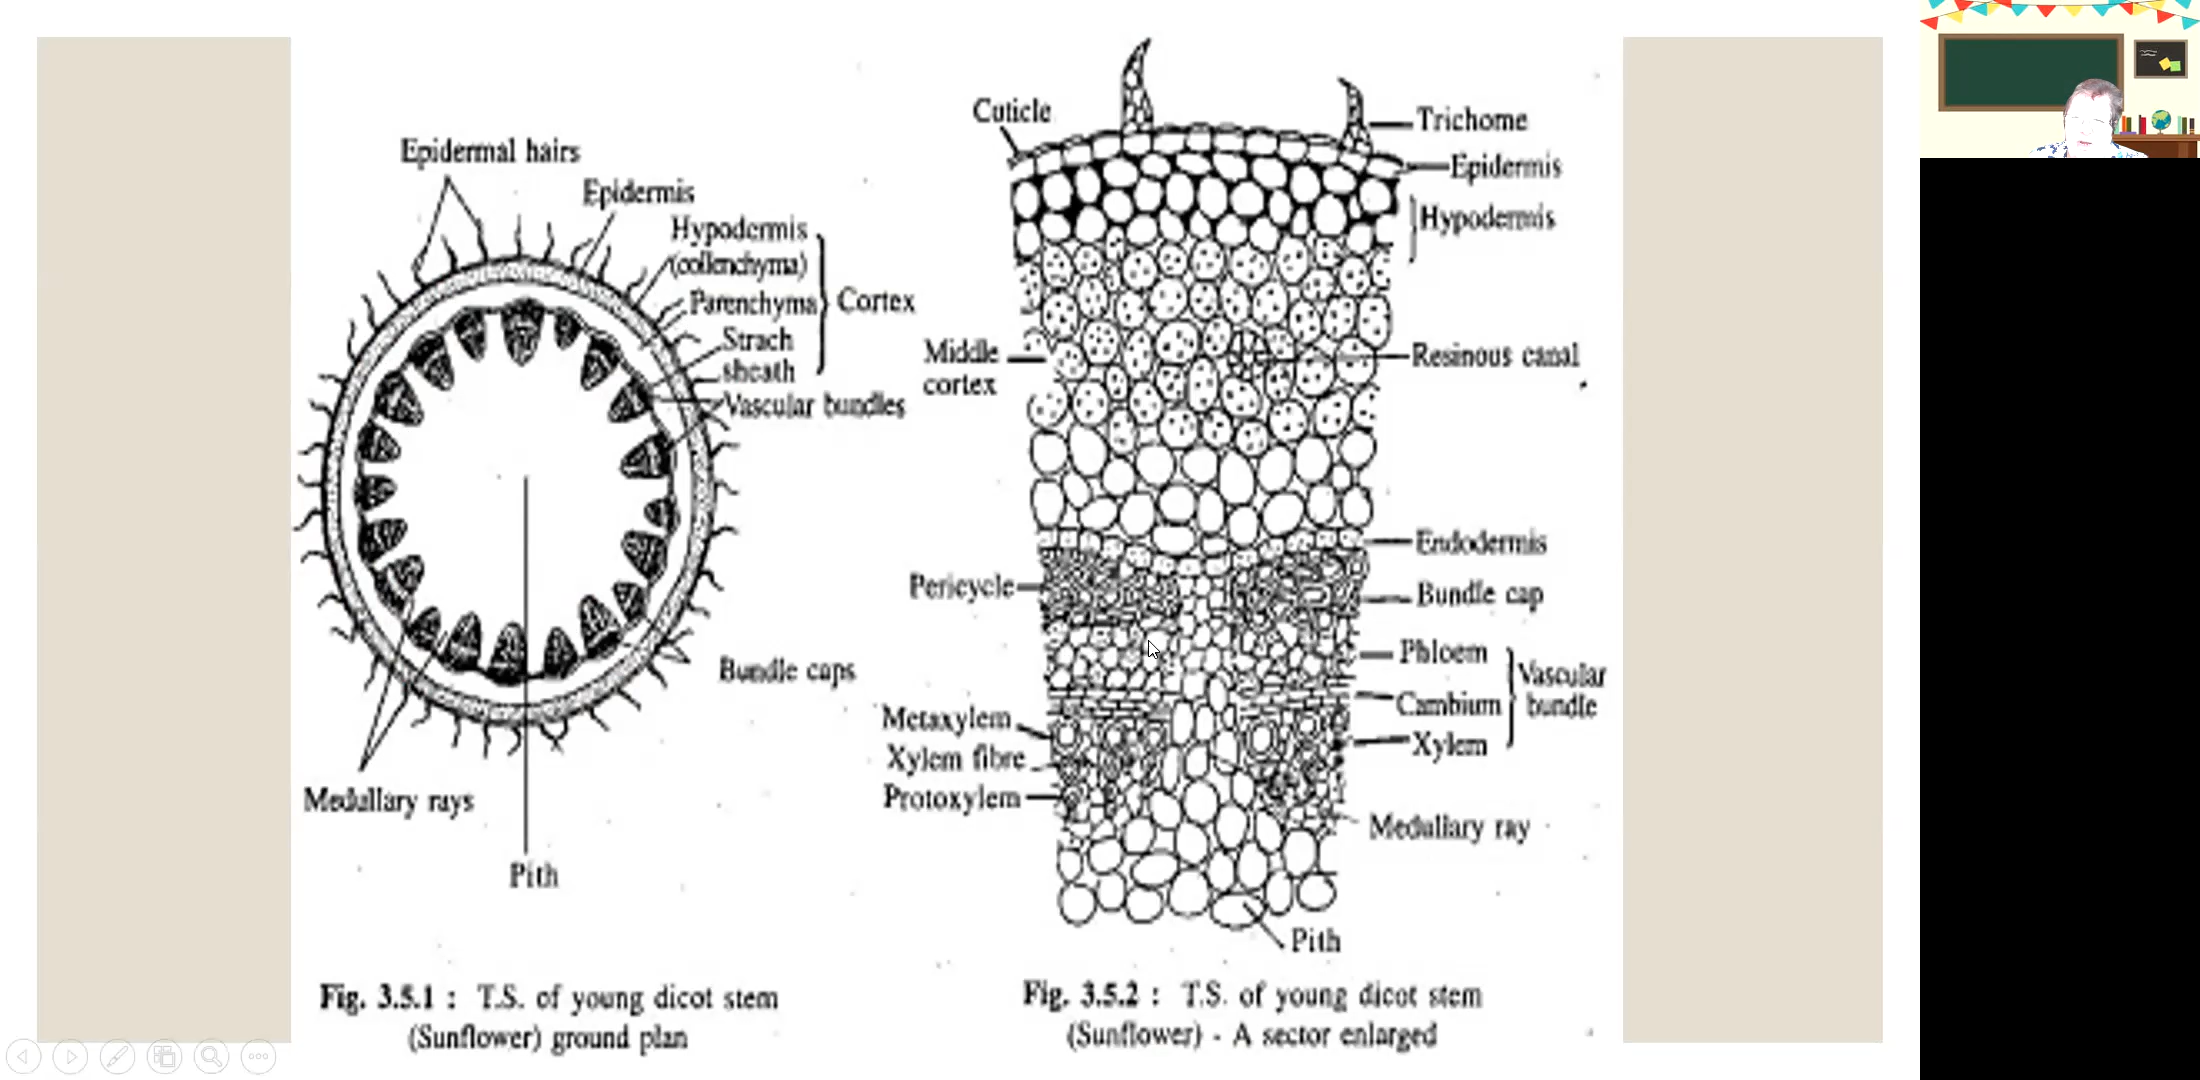 Epidermal hairs
Epidermis
Hypodermis
(collenchyma)
Parenchyma
Cortex
Strach
sheath
Vascular bundles
Bundle caps
Medullary rays
Pith
Fig. 3.5.1 : T.S. of young dicot stem
(Sunflower) ground plan
Cuticle
Trichome
Epidermis
Hypodermis
Middle
cortex
Resinous canal
Endodermis
Pericycle
Bundle cap
Phloem
Vascular
bundle
Cambium
Metaxylem
Xylem
Xylem fibre
Protoxylem
Medullary ray
Pith
Fig. 3.5.2 : T.S. of young dicot stem
(Sunflower) - A sector enlarged